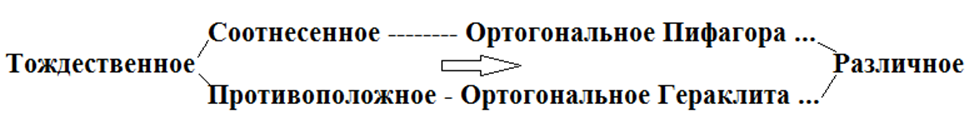 Соотнесенное -------- Ортогональное Пифагора ...
Тождественное Различное
Противоположное - Ортогональное Гераклита ...